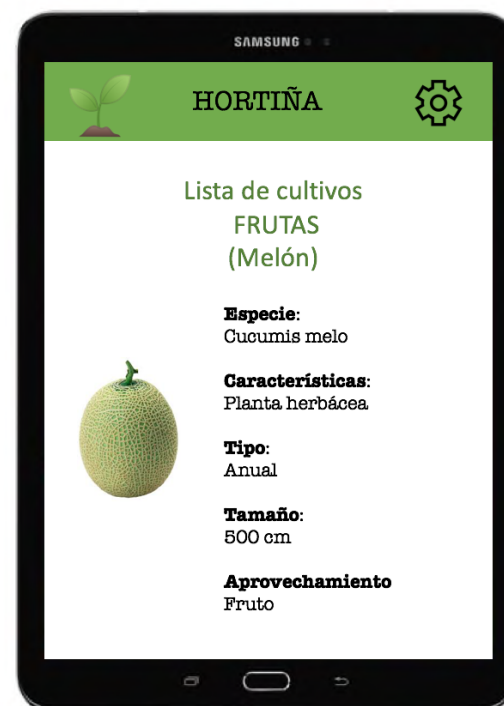 SAMSUNG
HORTIÑA
Lista de cultivos
FRUTAS
(Melón)
Especie:
Cucumis melo
Características:
Planta herbácea
Tipo:
Anual
Tamaño:
500 cm
Aprovechamiento
Fruto